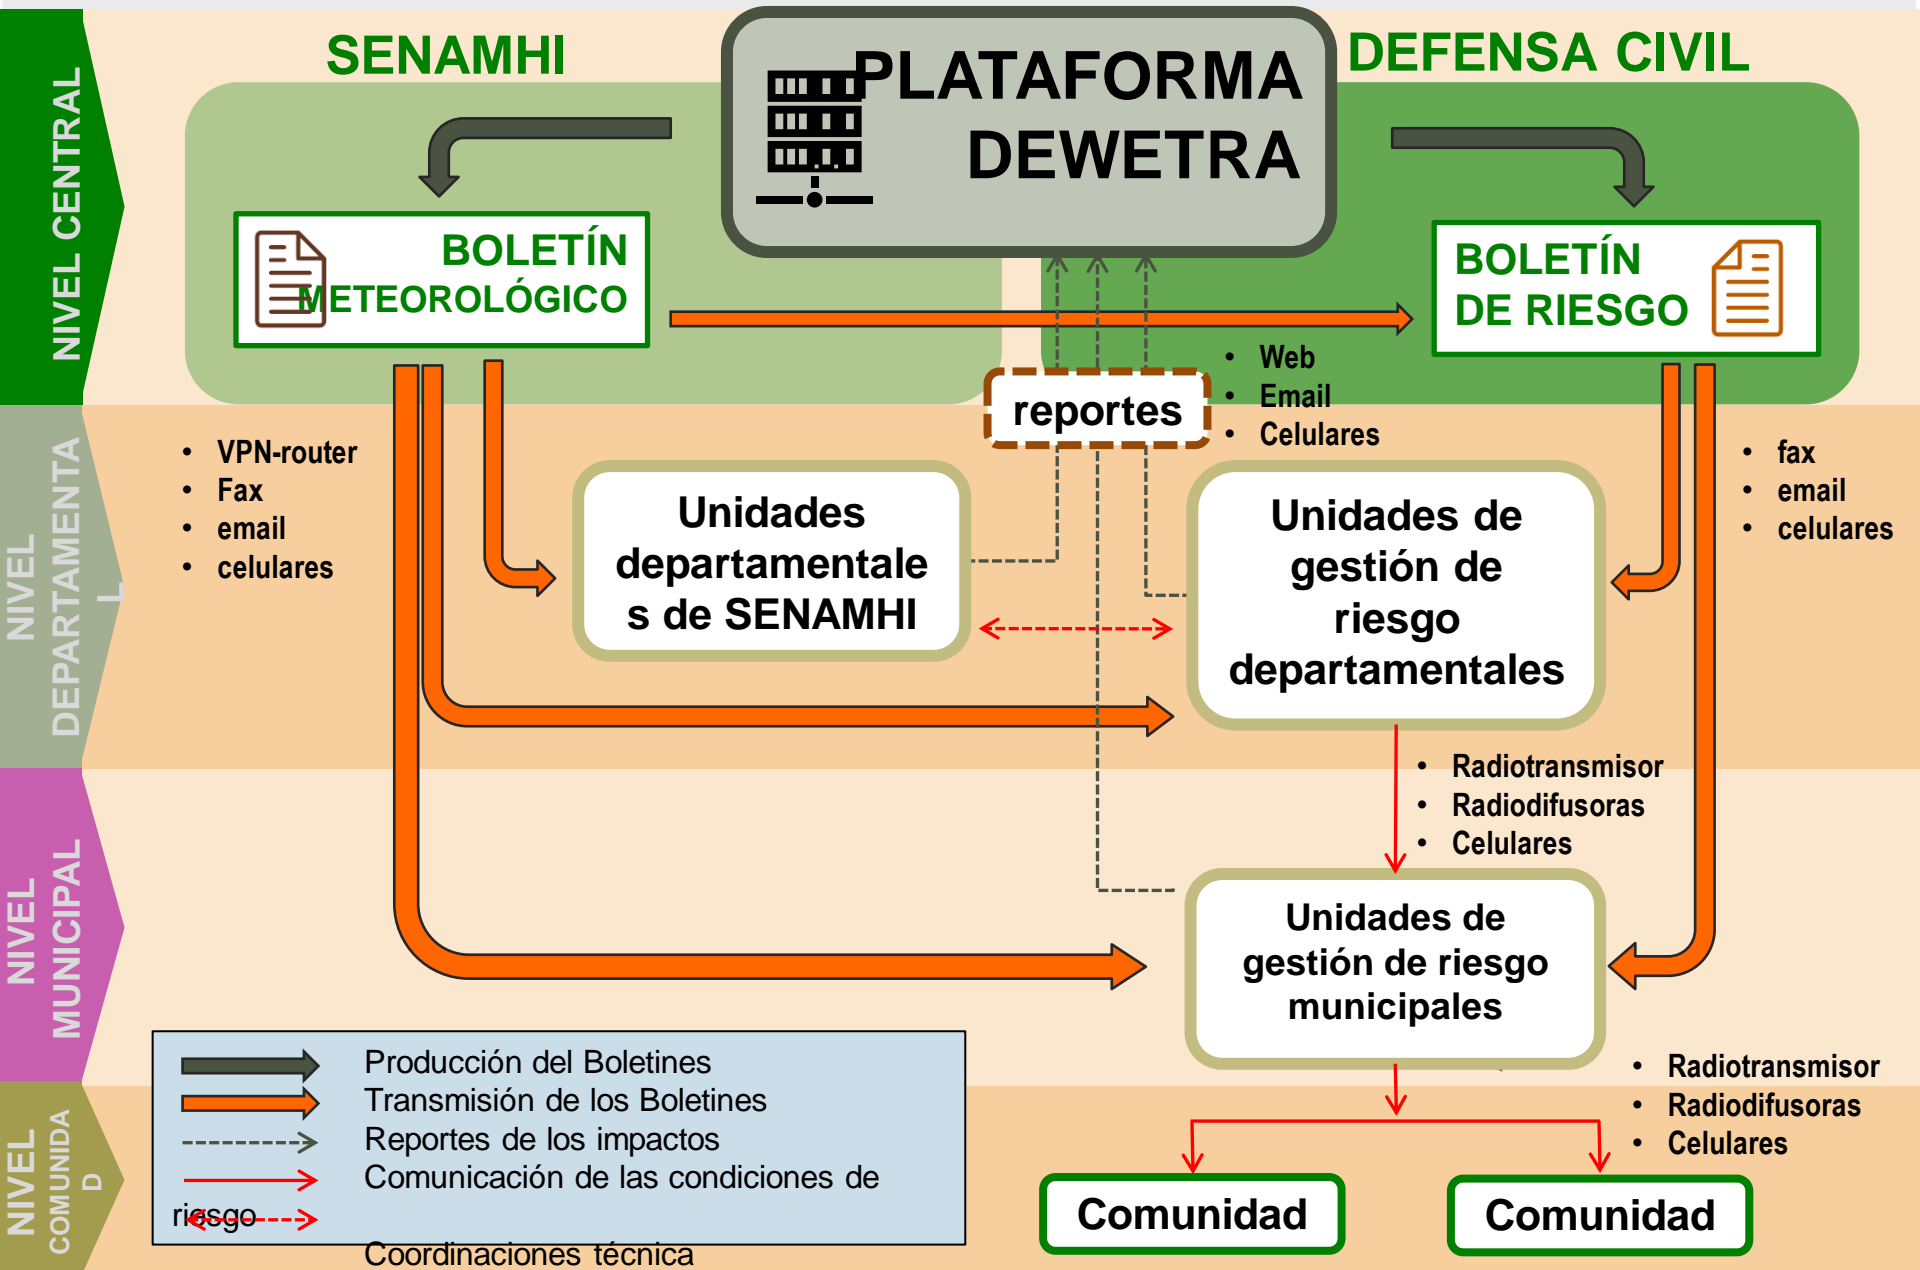 SENAMHI
PLATAFORMA
DEWETRA
DEFENSA CIVIL
NIVEL CENTRAL
BOLETÍN
METEOROLÓGICO
BOLETÍN
DE RIESGO
• Web
• Email
• Celulares
reportes
NIVEL
DEPARTAMENTA
L
• VPN-router
• Fax
• email
• celulares
• fax
• email
• celulares
Unidades
departamentale
s de SENAMHI
Unidades de
gestión de
riesgo
departamentales
• Radiotransmisor
• Radiodifusoras
• Celulares
NIVEL
MUNICIPAL
Unidades de
gestión de riesgo
municipales
• Radiotransmisor
• Radiodifusoras
• Celulares
NIVEL
COMUNIDA
D
Producción del Boletines
Transmisión de los Boletines
Reportes de los impactos
Comunicación de las condiciones de
riesgo
Coordinaciones técnica
Comunidad
Comunidad